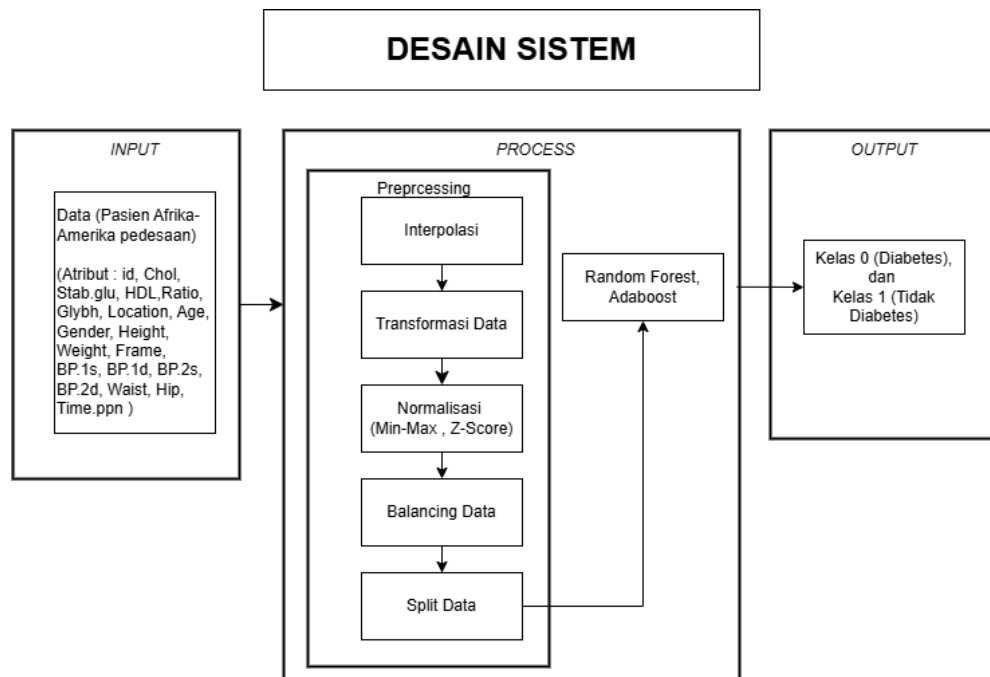 DESAIN SISTEM
INPUT
Data (Pasien Afrika-
Amerika pedesaan)
(Atribut : id, Chol,
Stab.glu, HDL,Ratio,
Glybh, Location, Age,
Gender, Height,
Weight, Frame,
BP.1s, BP.1d, BP.2s,
BP.2d, Waist, Hip,
Time.ppn )
PROCESS
Preprcessing
Interpolasi
Transformasi Data
Normalisasi
(Min-Max , Z-Score)
Balancing Data
Split Data
Random Forest,
Adaboost
OUTPUT
Kelas 0 (Diabetes),
dan
Kelas 1 (Tidak
Diabetes)